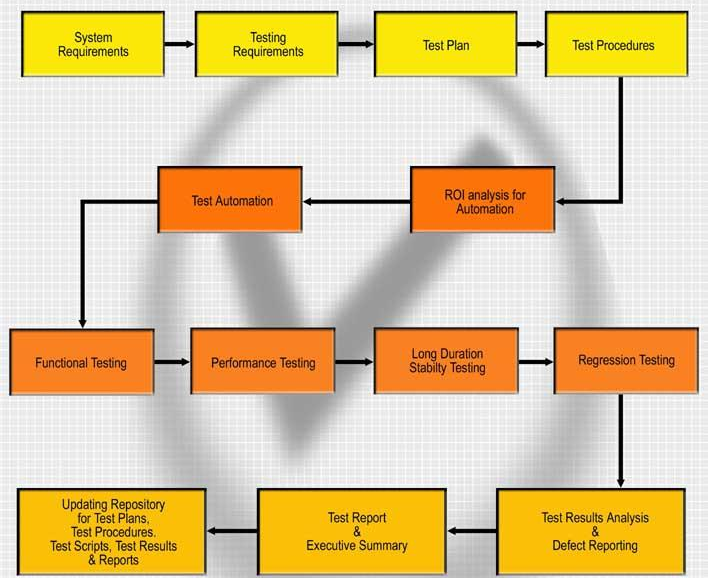 System
Requirements
Testing
Requirements
Test Plan
Test Procedures
Test Automation
ROI analysis for
Automation
Functional Testing
Performance Testing
Long Duration
Stabilty Testing
Regression Testing
Updating Repository
for Test Plans,
Test Procedures.
Test Scripts, Test Results
& Reports
Test Report
&
Executive Summary
Test Results Analysis
&
Defect Reporting